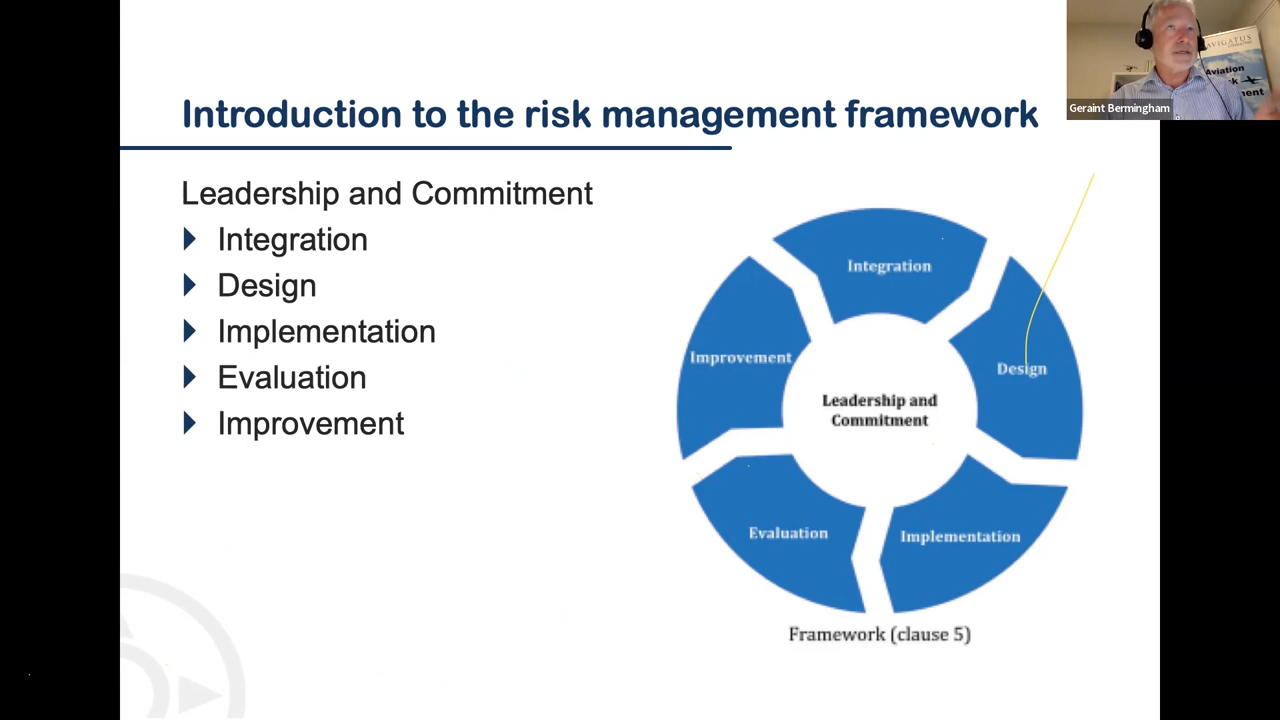 Introduction to the risk management framework
Geraint Bermingham
Aviation
Leadership and Commitment
Integration
Design
Implementation
Evaluation
Improvement
Integration
Improvement
Design
Leadership and
Commitment
Evaluation
Implementation
Framework (clause 5)